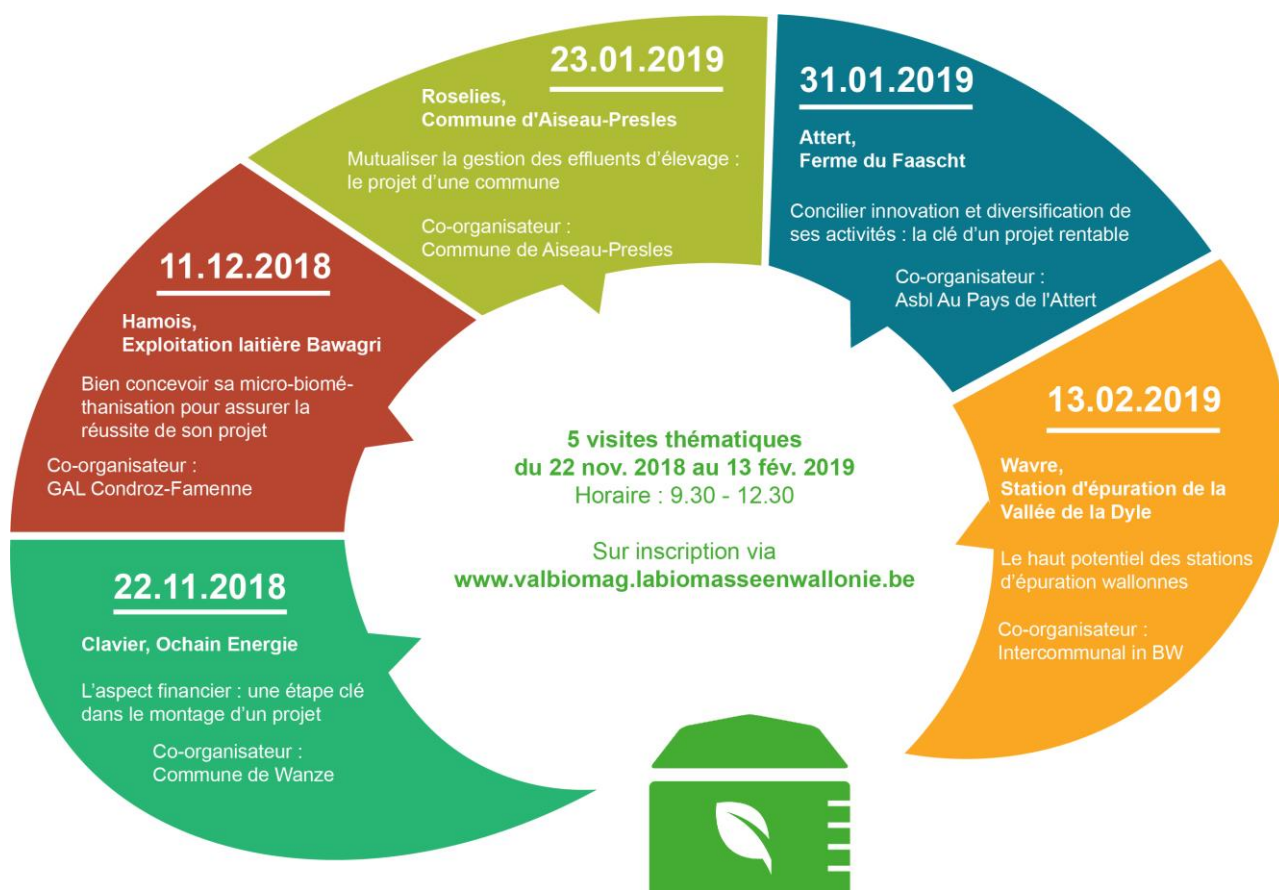 22.11.2018
Clavier, Ochain Energie
L'aspect financier : une étape clé
dans le montage d'un projet
Co-organisateur :
Commune de Wanze
11.12.2018
Hamois,
Exploitation laitière Bawagri
Bien concevoir sa micro-biomé-
thanisation pour assurer la
réussite de son projet
Co-organisateur :
GAL Condroz-Famenne
23.01.2019
Roselies,
Commune d'Aiseau-Presles
Mutualiser la gestion des effluents d'élevage :
le projet d'une commune
Co-organisateur :
Commune de Aiseau-Presles
31.01.2019
Attert,
Ferme du Faascht
Concilier innovation et diversification de
ses activités : la clé d'un projet rentable
Co-organisateur :
Asbl Au Pays de l'Attert
13.02.2019
Wavre,
Station d'épuration de la
Vallée de la Dyle
Le haut potentiel des stations
d'épuration wallonnes
Co-organisateur :
Intercommunal in BW
5 visites thématiques
du 22 nov. 2018 au 13 fév. 2019
Horaire : 9.30 - 12.30
Sur inscription via
www.valbiomag.labiomasseenwallonie.be